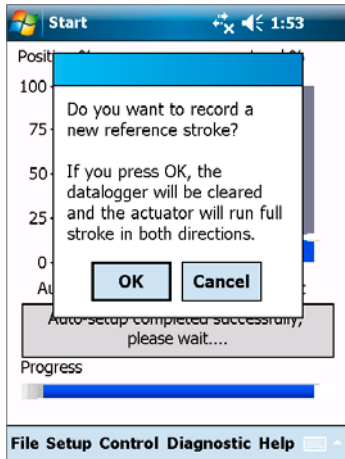 Start 1:53
Posit
100
Do you want to record a
new reference stroke?
75
If you press OK, the
50
datalogger will be cleared
and the actuator will run full
25
stroke in both directions.
0
OK Cancel
Auto-setup completed successfully,
please wait....
Progress
File Setup Control Diagnostic Help